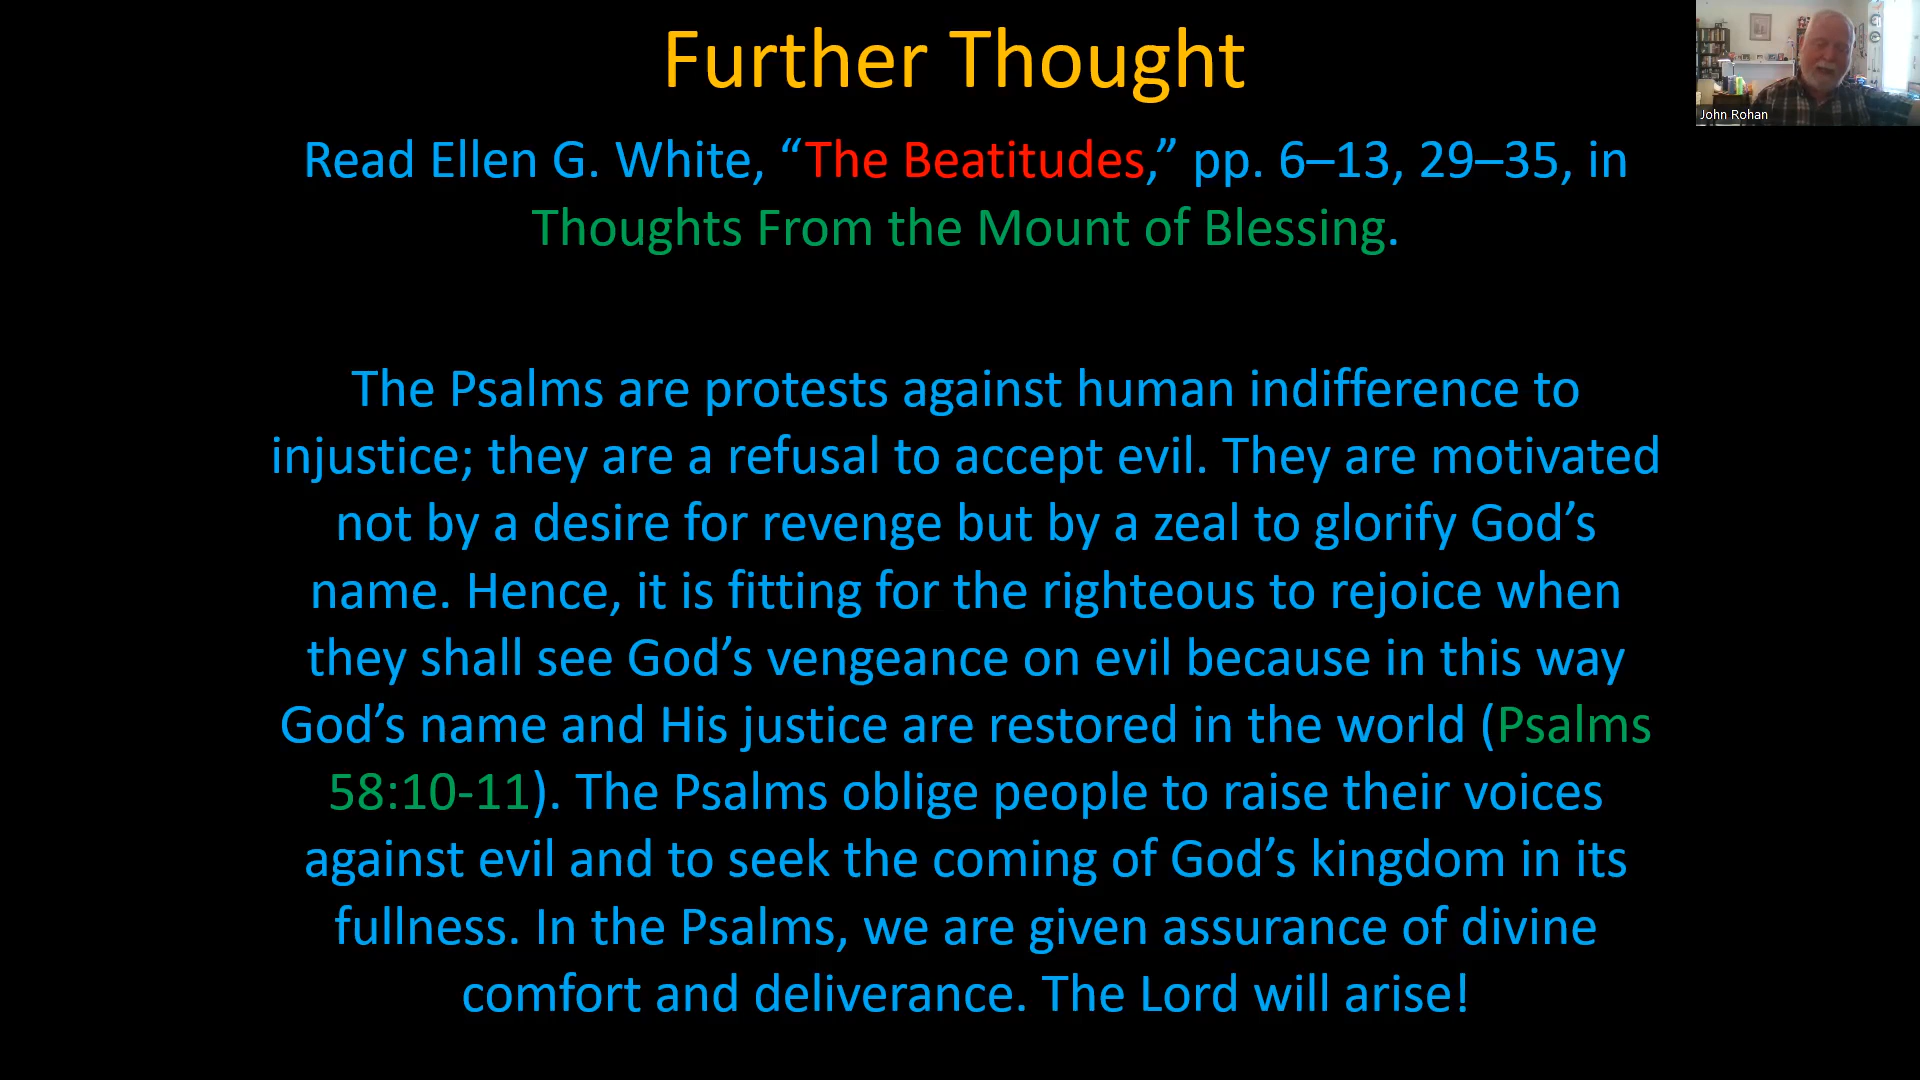 Further Thought
John Rohan
Read Ellen G. White, “The Beatitudes,” pp. 6–13, 29–35, in
Thoughts From the Mount of Blessing.
The Psalms are protests against human indifference to
injustice; they are a refusal to accept evil. They are motivated
not by a desire for revenge but by a zeal to glorify God’s
name. Hence, it is fitting for the righteous to rejoice when
they shall see God’s vengeance on evil because in this way
God’s name and His justice are restored in the world (Psalms
58:10-11). The Psalms oblige people to raise their voices
against evil and to seek the coming of God’s kingdom in its
fullness. In the Psalms, we are given assurance of divine
comfort and deliverance. The Lord will arise!